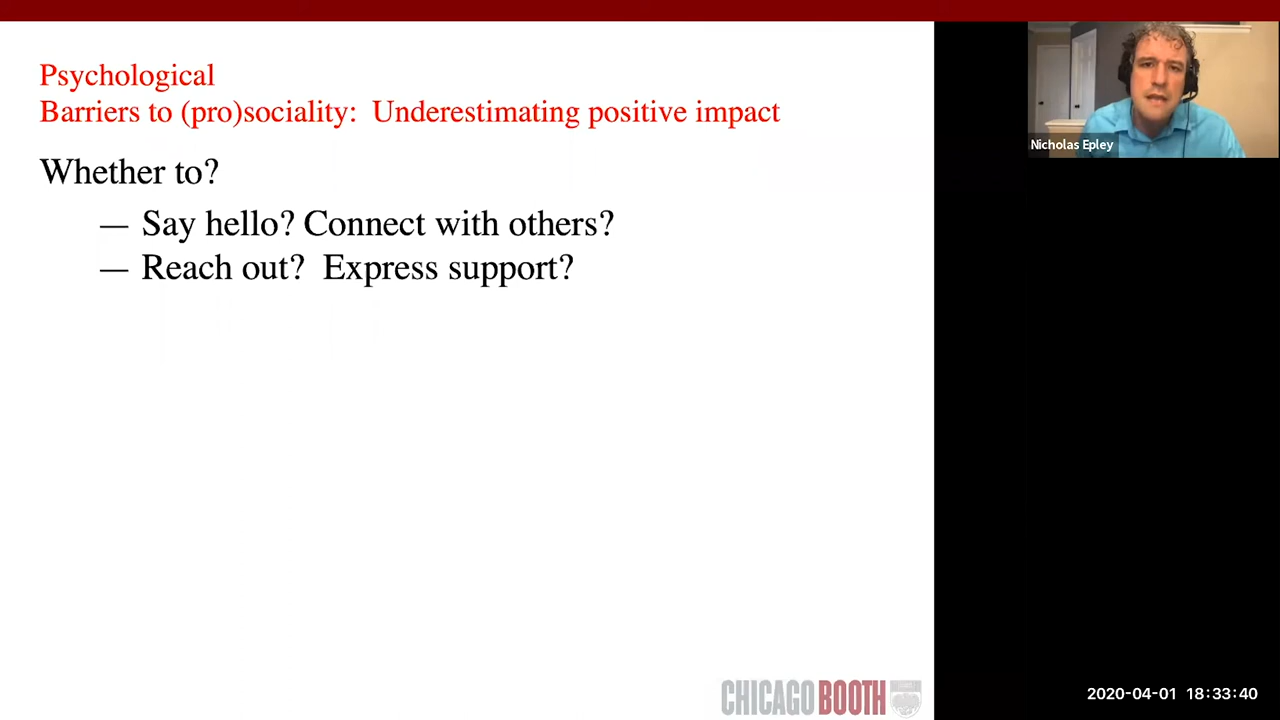 Psychological
Barriers to (pro)sociality: Underestimating positive impact
Whether to?
— Say hello? Connect with others?
— Reach out? Express support?
Nicholas Epley
CHICAGO BOOTH
2020-04-01 18:33:40